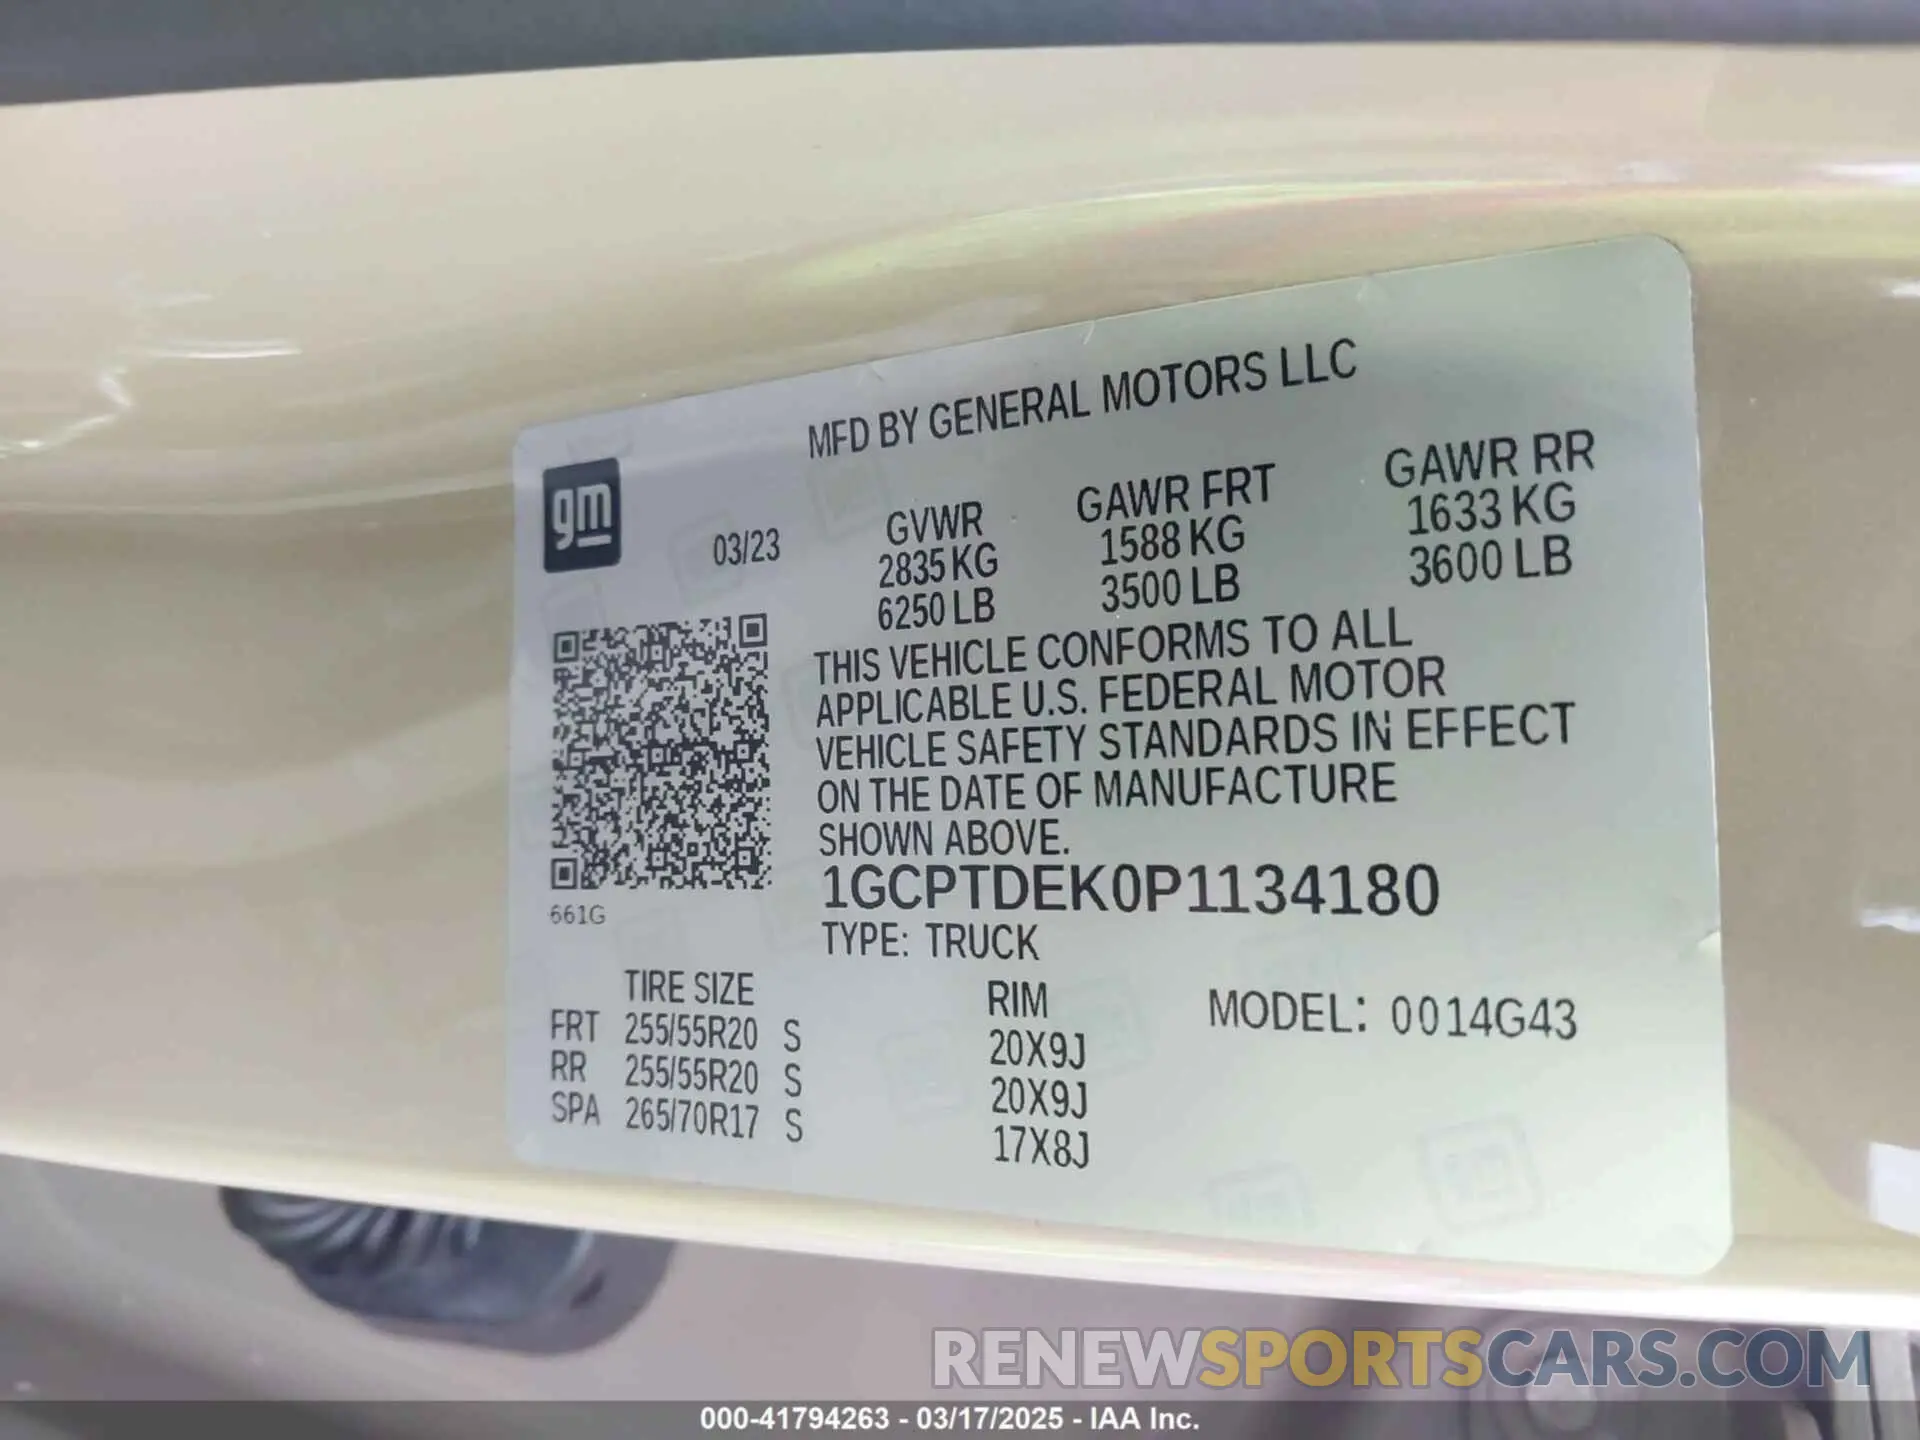 MFD BY GENERAL MOTORS LLC
gm
03/23
GVWR GAWR FRT GAWR RR
2835 KG 1588 KG 1633 KG
6250 LB 3500 LB 3600 LB
THIS VEHICLE CONFORMS TO ALL
APPLICABLE U.S. FEDERAL MOTOR
VEHICLE SAFETY STANDARDS IN EFFECT
ON THE DATE OF MANUFACTURE
SHOWN ABOVE.
1GCPTDEK0P1134180
661G
TYPE: TRUCK
TIRE SIZE RIM MODEL: 0014G43
FRT 255/55R20 S 20X9J
RR 255/55R20 S 20X9J
SPA 265/70R17 S 17X8J
RENEWSPORTSCARS.COM
000-41794263 - 03/17/2025 - IAA Inc.